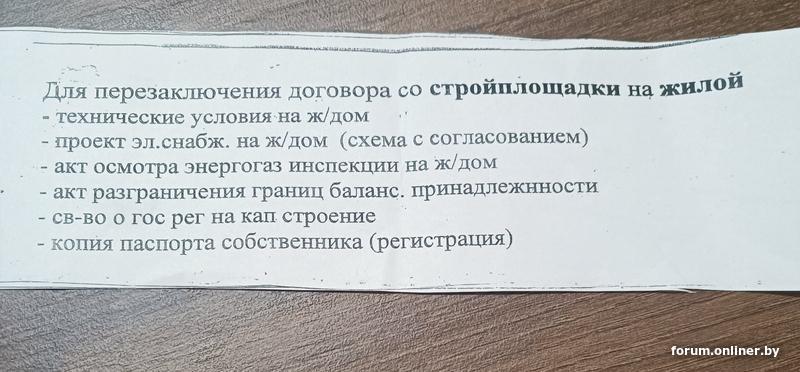 Для перезаключения договора со стройплощадки на жилой
- технические условия на ж/дом
- проект эл.снабж. на ж/дом (схема с согласованием)
- акт осмотра энергогаз инспекции на ж/дом
- акт разграничения границ баланс. принадлежнности
- св-во о гос рег на кап строение
- копия паспорта собственника (регистрация)
forum.onliner.by